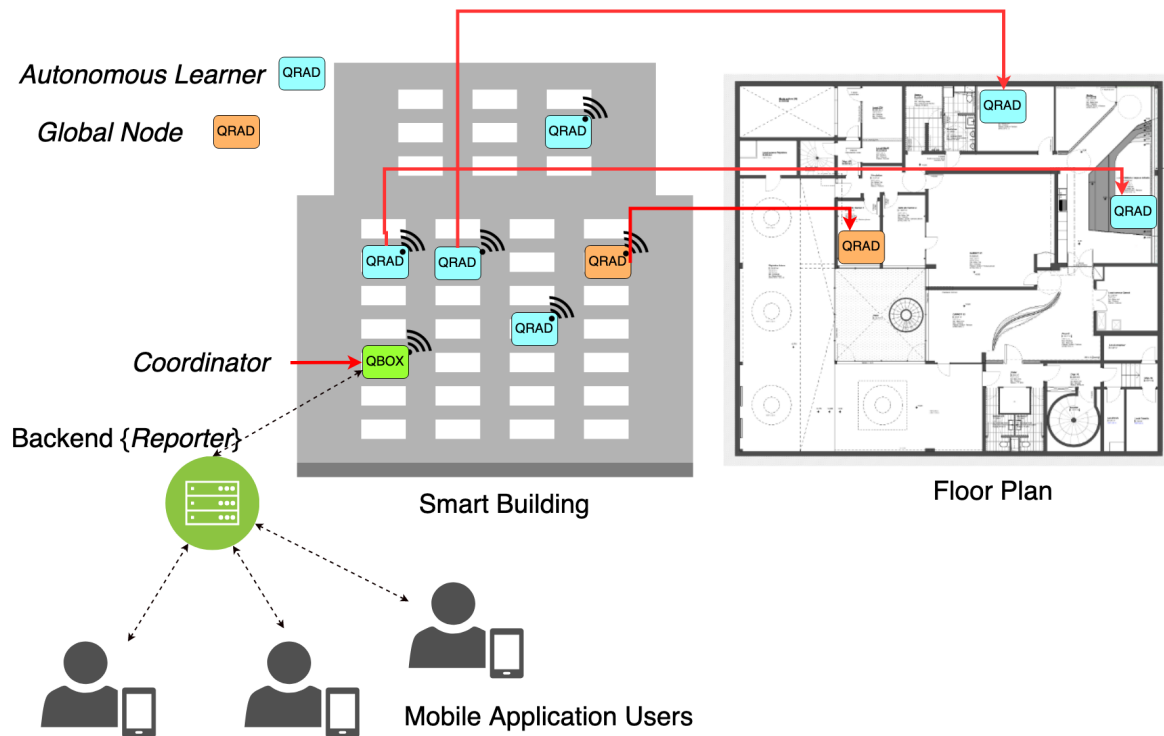 Autonomous Learner QRAD
Global Node QRAD
QRAD
QRAD
QRAD
QRAD
QRAD
QRAD
QRAD
QRAD
Coordinator
QBOX
Backend {Reporter}
Smart Building
Floor Plan
Mobile Application Users